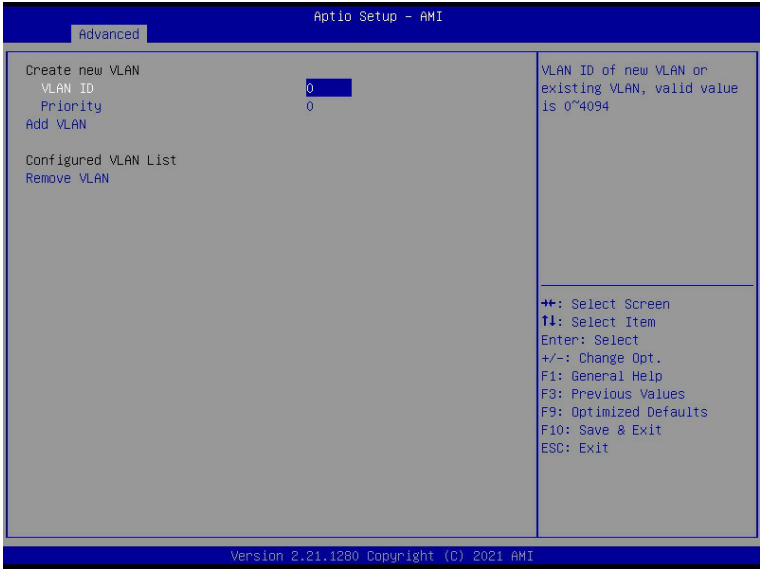 Aptio Setup – AMI
Advanced
Create new VLAN
VLAN ID 0
Priority 0
Add VLAN
Configured VLAN List
Remove VLAN
VLAN ID of new VLAN or
existing VLAN, valid value
is 0~4094
→←: Select Screen
↑↓: Select Item
Enter: Select
+/-: Change Opt.
F1: General Help
F3: Previous Values
F9: Optimized Defaults
F10: Save & Exit
ESC: Exit
Version 2.21.1280 Copyright (C) 2021 AMI